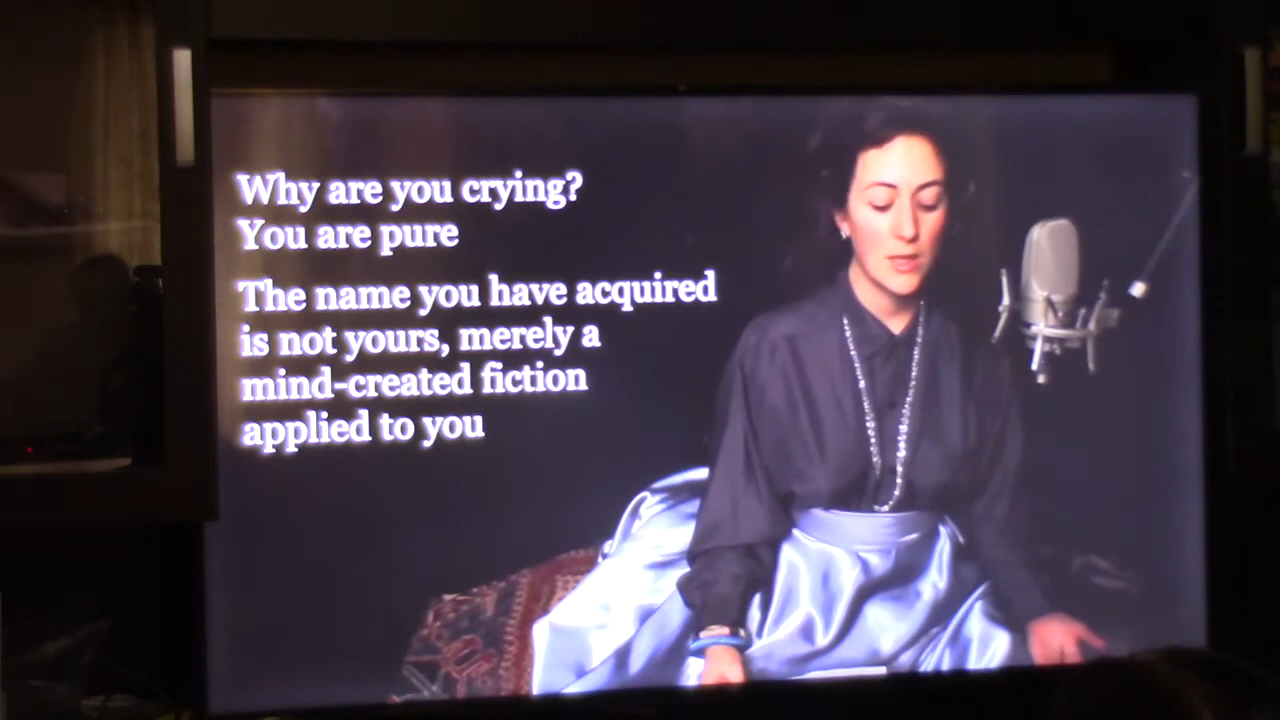 Why are you crying?
You are pure
The name you have acquired
is not yours, merely a
mind-created fiction
applied to you